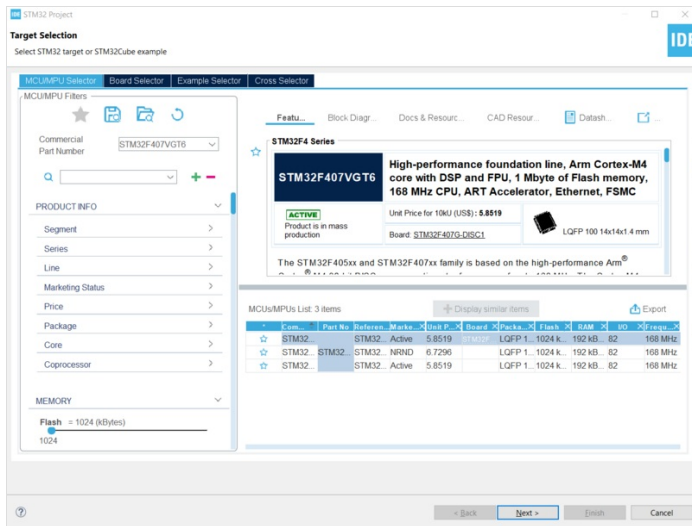 IDE STM32 Project
Target Selection
Select STM32 target or STM32Cube example
IDE
MCU/MPU Selector Board Selector Example Selector Cross Selector
MCU/MPU Filters
Commercial
Part Number
STM32F407VGT6
PRODUCT INFO
Segment
Series
Line
Marketing Status
Price
Package
Core
Coprocessor
MEMORY
Flash = 1024 (kBytes)
1024
Featu... Block Diagr... Docs & Resourc... CAD Resour... Datash... ...
STM32F4 Series
STM32F407VGT6
High-performance foundation line, Arm Cortex-M4
core with DSP and FPU, 1 Mbyte of Flash memory,
168 MHz CPU, ART Accelerator, Ethernet, FSMC
ACTIVE
Product is in mass
production
Unit Price for 10kU (US$) : 5.8519
Board: STM32F407G-DISC1
LQFP 100 14x14x1.4 mm
The STM32F405xx and STM32F407xx family is based on the high-performance Arm®
MCUs/MPUs List: 3 items
Display similar items
Export
* Com... Part No Referen... Marke...X Unit P...X Board X Packa...X Flash X RAM X I/O X Frequ...X
STM32... STM32... Active 5.8519 STM32F LQFP 1... 1024 k... 192 kB... 82 168 MHz
STM32... STM32... STM32... NRND 6.7296 LQFP 1... 1024 k... 192 kB... 82 168 MHz
STM32... STM32... Active 5.8519 LQFP 1... 1024 k... 192 kB... 82 168 MHz
?
< Back Next > Finish Cancel